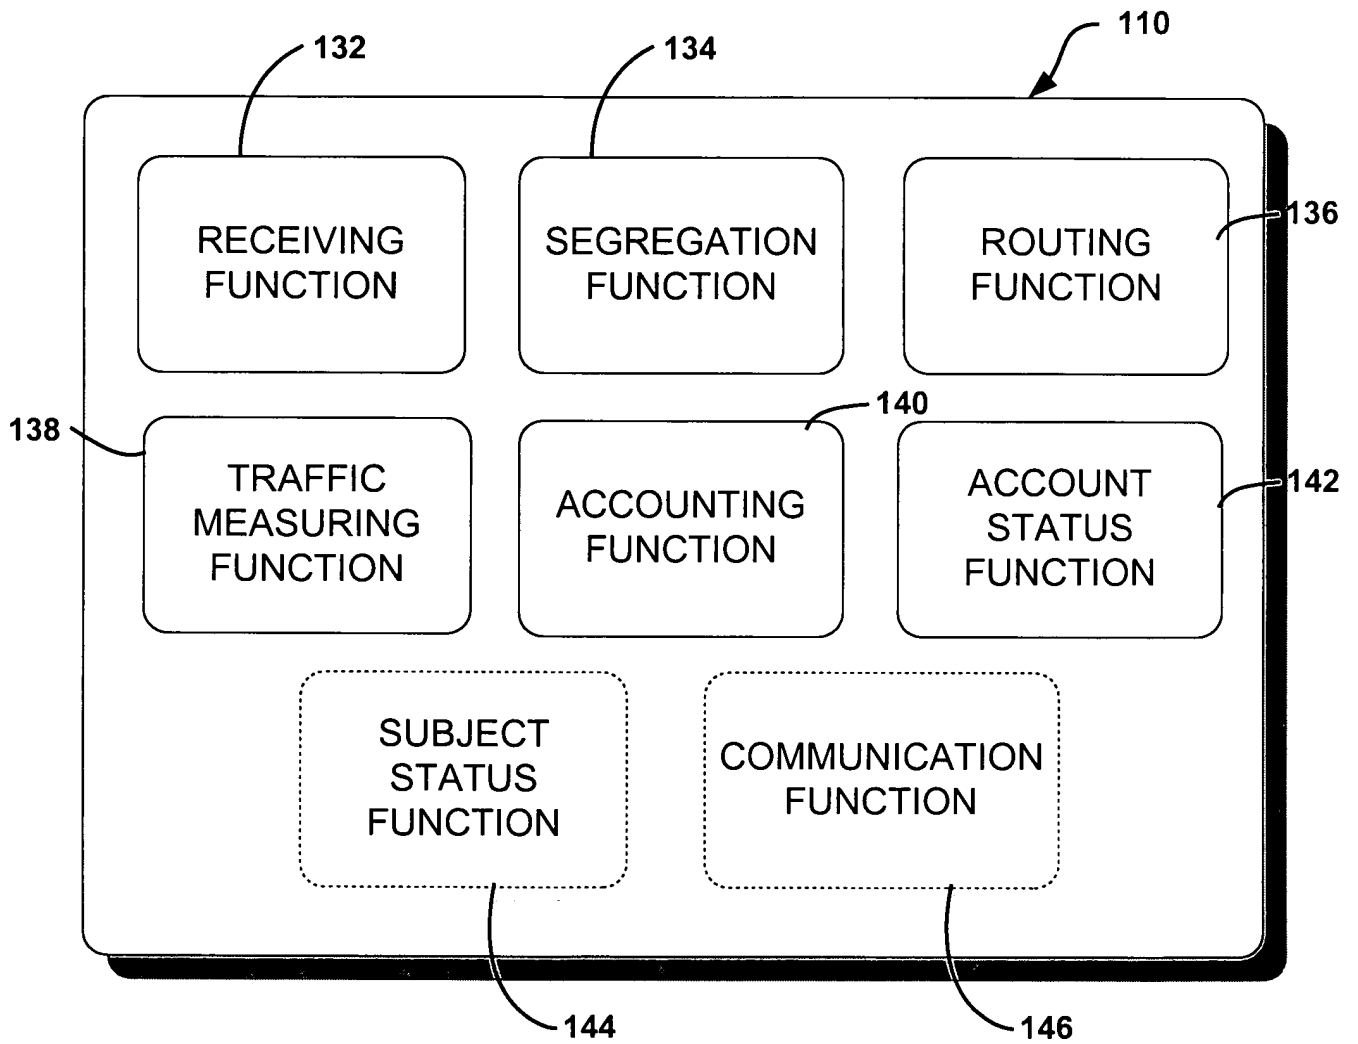 110
132
134
RECEIVING
FUNCTION
SEGREGATION
FUNCTION
ROUTING
FUNCTION
136
138
TRAFFIC
MEASURING
FUNCTION
140
ACCOUNTING
FUNCTION
ACCOUNT
STATUS
FUNCTION
142
SUBJECT
STATUS
FUNCTION
COMMUNICATION
FUNCTION
144
146